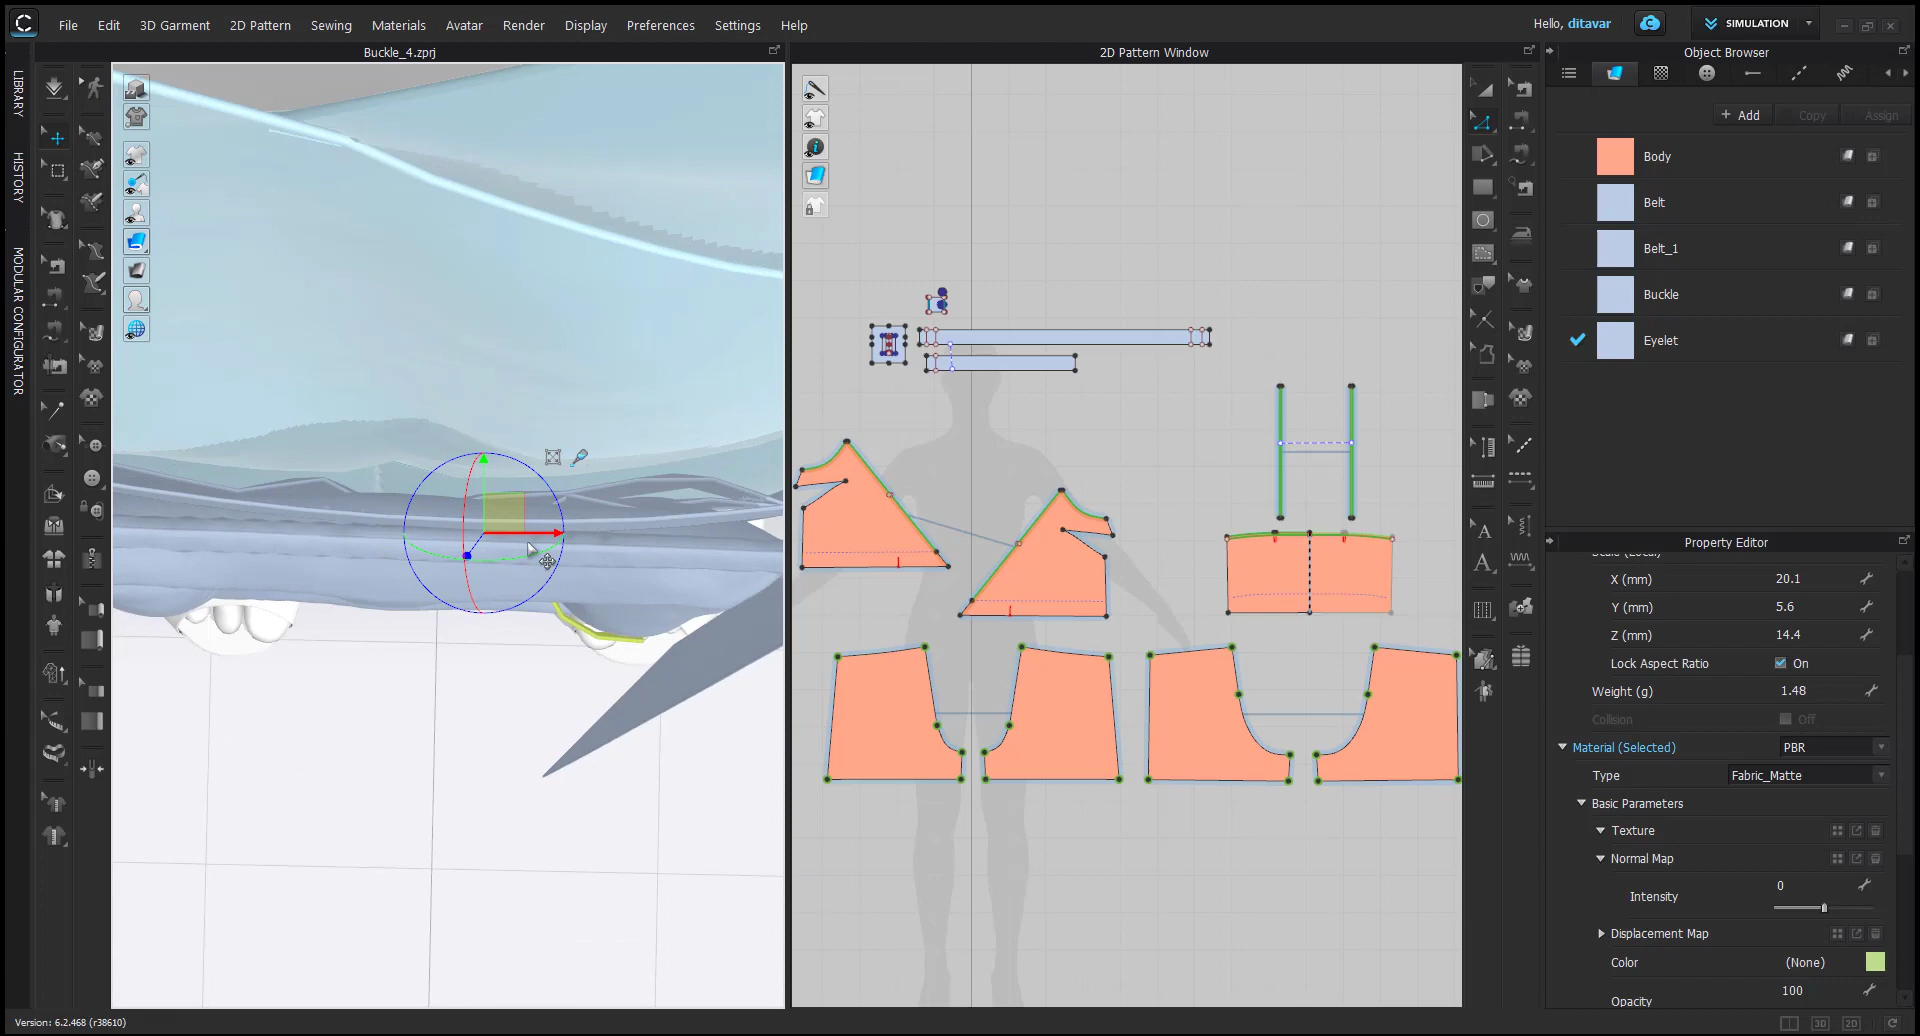 File Edit 3D Garment 2D Pattern Sewing Materials Avatar Render Display Preferences Settings Help
Hello, ditavar
SIMULATION
Buckle_4.zprj
2D Pattern Window
Object Browser
LIBRARY
HISTORY
MODULAR CONFIGURATOR
+ Add Copy Assign
Body
Belt
Belt_1
Buckle
Eyelet
Property Editor
Scale (Local)
X (mm) 20.1
Y (mm) 5.6
Z (mm) 14.4
Lock Aspect Ratio On
Weight (g) 1.48
Collision Off
Material (Selected) PBR
Type Fabric_Matte
Basic Parameters
Texture
Normal Map
0
Intensity
Displacement Map
Color (None)
100
Opacity
Version: 6.2.468 (r38610)
3D 2D